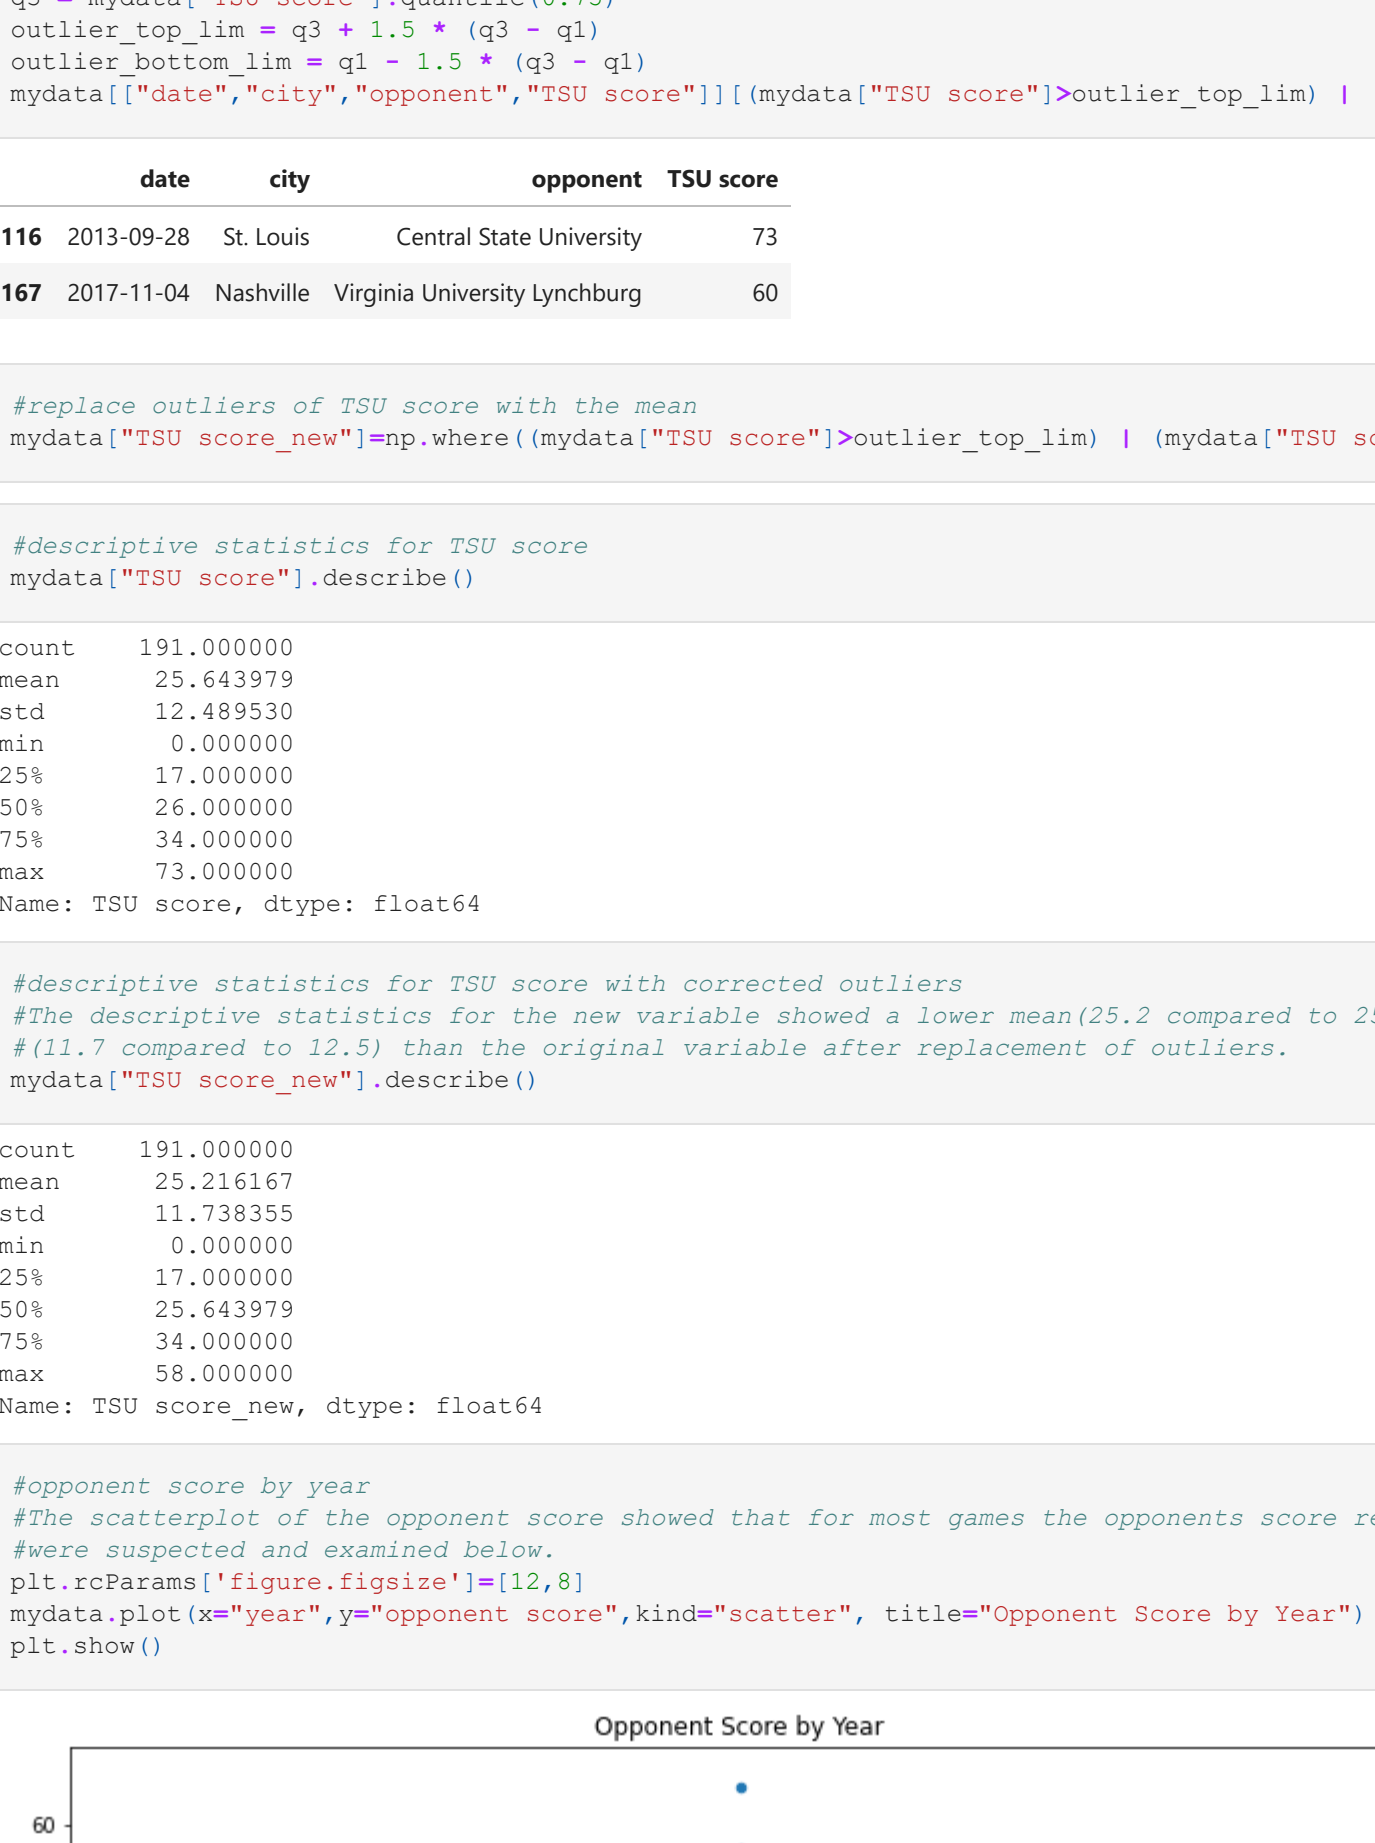 q3 = mydata["TSU score"].quantile(0.75)
outlier_top_lim = q3 + 1.5 * (q3 - q1)
outlier_bottom_lim = q1 - 1.5 * (q3 - q1)
mydata[["date","city","opponent","TSU score"]][(mydata["TSU score"]>outlier_top_lim) |
date city opponent TSU score
116 2013-09-28 St. Louis Central State University 73
167 2017-11-04 Nashville Virginia University Lynchburg 60
#replace outliers of TSU score with the mean
mydata["TSU score_new"]=np.where((mydata["TSU score"]>outlier_top_lim) | (mydata["TSU sc
#descriptive statistics for TSU score
mydata["TSU score"].describe()
count 191.000000
mean 25.643979
std 12.489530
min 0.000000
25% 17.000000
50% 26.000000
75% 34.000000
max 73.000000
Name: TSU score, dtype: float64
#descriptive statistics for TSU score with corrected outliers
#The descriptive statistics for the new variable showed a lower mean(25.2 compared to 25
#(11.7 compared to 12.5) than the original variable after replacement of outliers.
mydata["TSU score_new"].describe()
count 191.000000
mean 25.216167
std 11.738355
min 0.000000
25% 17.000000
50% 25.643979
75% 34.000000
max 58.000000
Name: TSU score_new, dtype: float64
#opponent score by year
#The scatterplot of the opponent score showed that for most games the opponents score re
#were suspected and examined below.
plt.rcParams['figure.figsize']=[12,8]
mydata.plot(x="year",y="opponent score",kind="scatter", title="Opponent Score by Year")
plt.show()
Opponent Score by Year
60